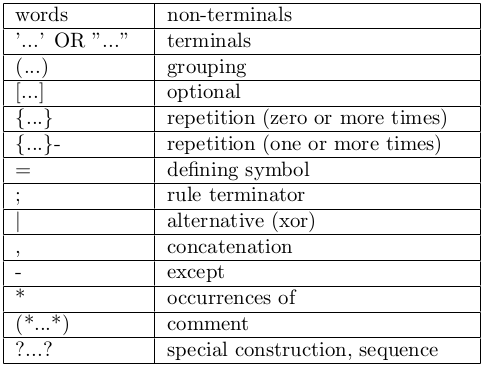 words non-terminals
'...' OR "..." terminals
(...) grouping
[...] optional
{...} repetition (zero or more times)
{...}- repetition (one or more times)
= defining symbol
; rule terminator
| alternative (xor)
, concatenation
- except
* occurrences of
(*...*) comment
?...? special construction, sequence